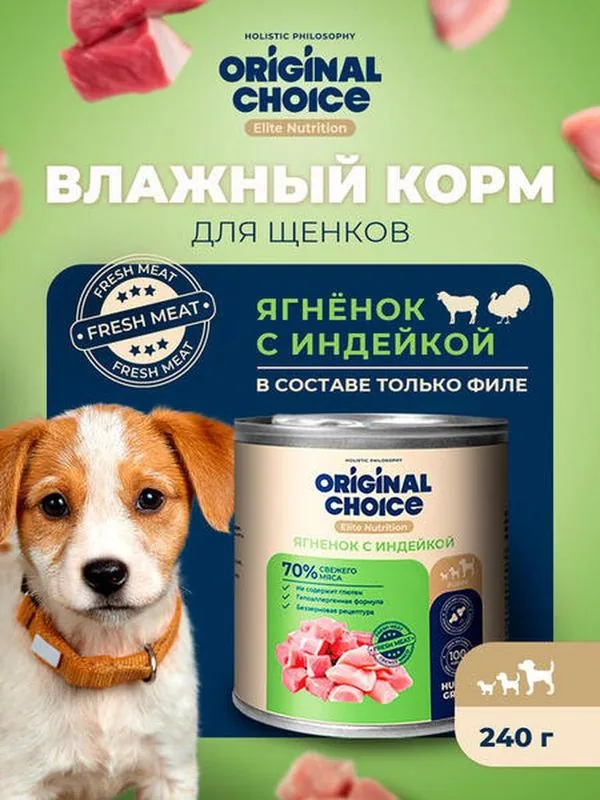 HOLISTIC PHILOSOPHY
ORIGINAL
CHOICE
Elite Nutrition
ВЛАЖНЫЙ КОРМ
ДЛЯ ЩЕНКОВ
FRESH MEAT
FRESH MEAT
FRESH MEAT
ЯГНЁНОК
С ИНДЕЙКОЙ
В СОСТАВЕ ТОЛЬКО ФИЛЕ
HOLISTIC PHILOSOPHY
ORIGINAL
CHOICE
Elite Nutrition
ЯГНЕНОК С ИНДЕЙКОЙ
70% СВЕЖЕГО
МЯСА
Не содержит глютен
Гипоаллергенная формула
Беззерновая рецептура
FRESH MEAT
240 г